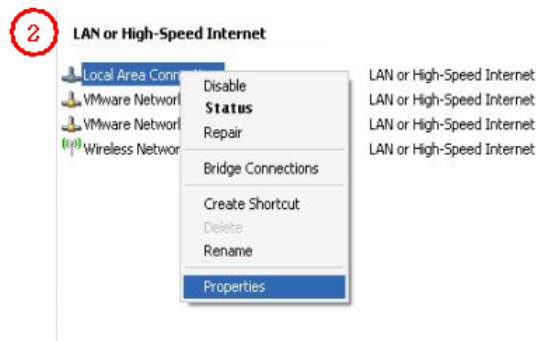 2
LAN or High-Speed Internet
Local Area Conn
LAN or High-Speed Internet
VMware Network
LAN or High-Speed Internet
VMware Network
LAN or High-Speed Internet
Wireless Networ
LAN or High-Speed Internet
Disable
Status
Repair
Bridge Connections
Create Shortcut
Delete
Rename
Properties